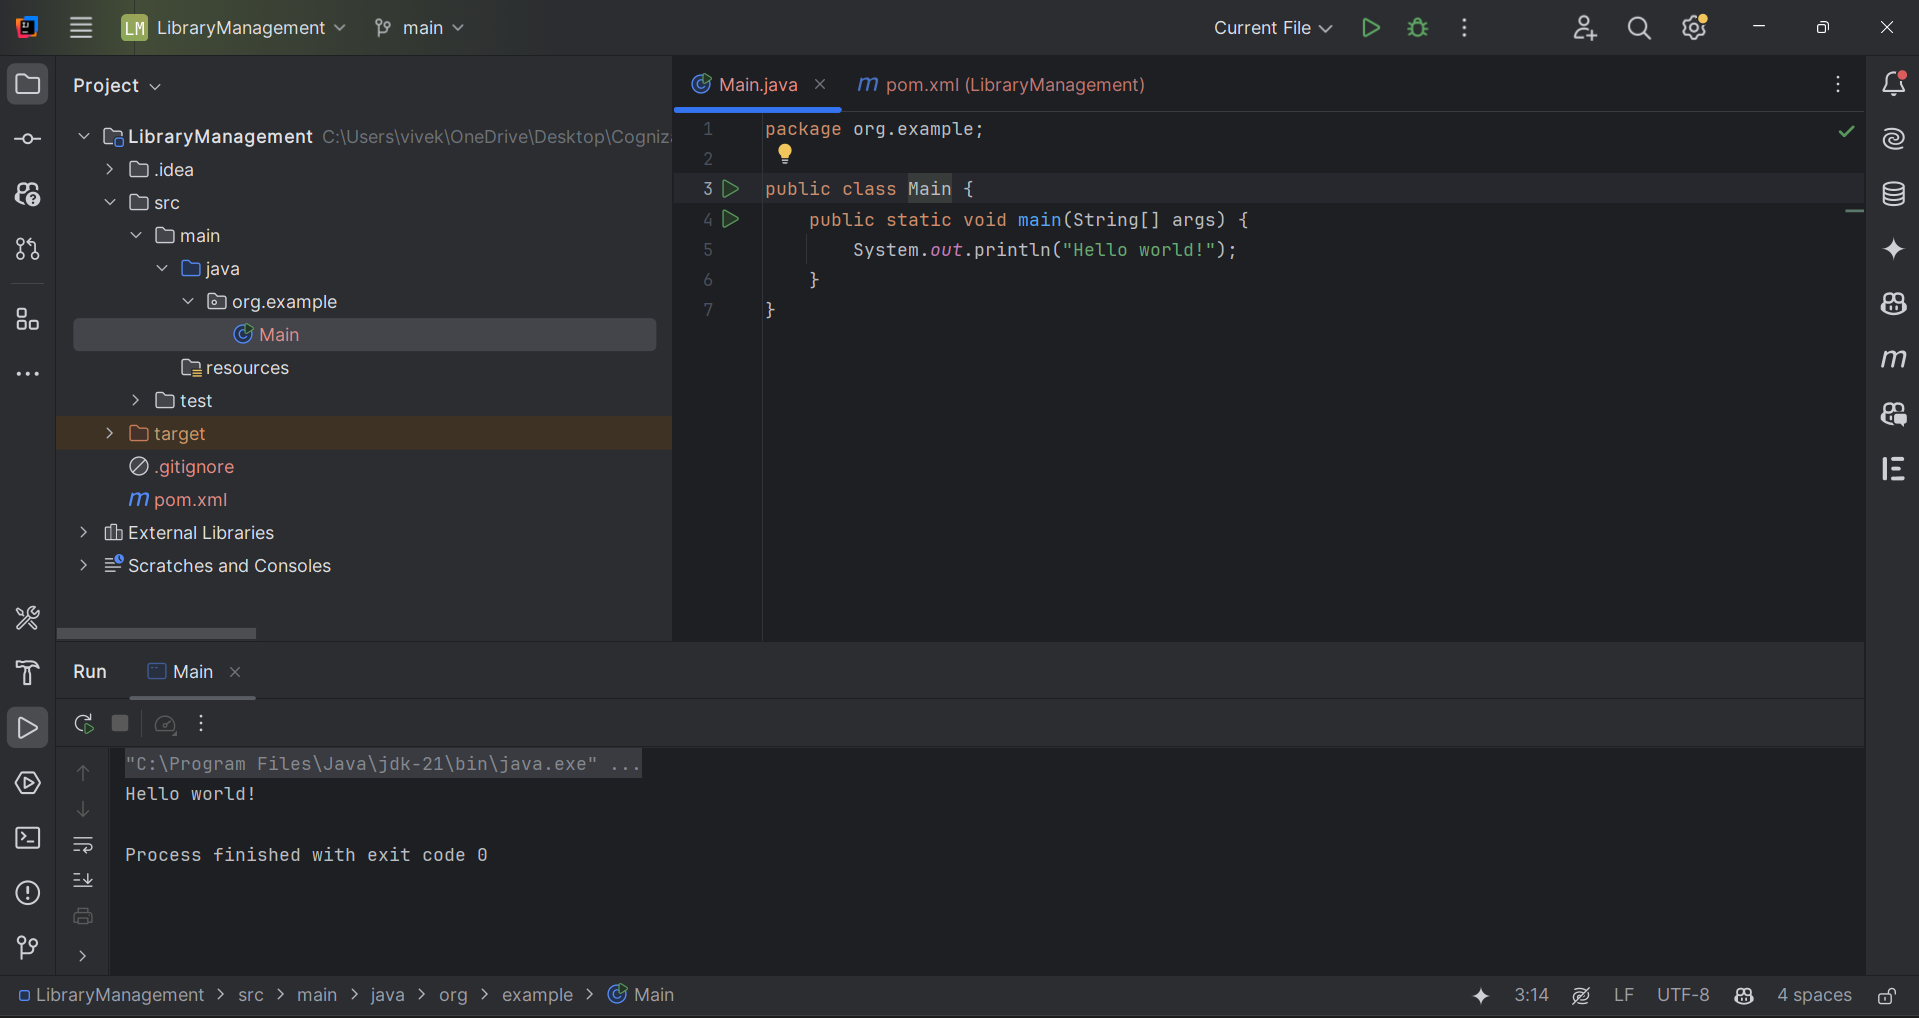 LM LibraryManagement main Current File
Project
LibraryManagement C:\Users\vivek\OneDrive\Desktop\Cogniz
.idea
src
main
java
org.example
Main
resources
test
target
.gitignore
pom.xml
External Libraries
Scratches and Consoles
Main.java pom.xml (LibraryManagement)
1 package org.example;
2
3 public class Main {
4 public static void main(String[] args) {
5 System.out.println("Hello world!");
6 }
7 }
Run Main
"C:\Program Files\Java\jdk-21\bin\java.exe" ...
Hello world!
Process finished with exit code 0
LibraryManagement > src > main > java > org > example > Main 3:14 LF UTF-8 4 spaces